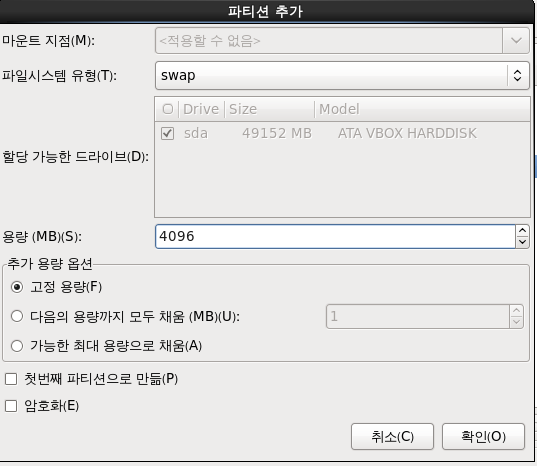 파티션 추가
마운트 지점(M): <적용할 수 없음>
파일시스템 유형(T): swap
Drive Size Model
sda 49152 MB ATA VBOX HARDDISK
할당 가능한 드라이브(D):
용량 (MB)(S): 4096
추가 용량 옵션
고정 용량(F)
다음의 용량까지 모두 채움 (MB)(U): 1
가능한 최대 용량으로 채움(A)
첫번째 파티션으로 만듦(P)
암호화(E)
취소(C) 확인(O)